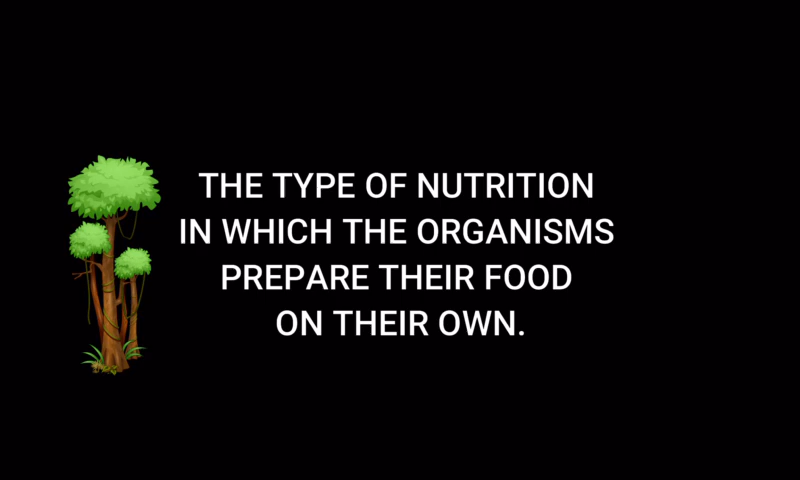 THE TYPE OF NUTRITION
IN WHICH THE ORGANISMS
PREPARE THEIR FOOD
ON THEIR OWN.